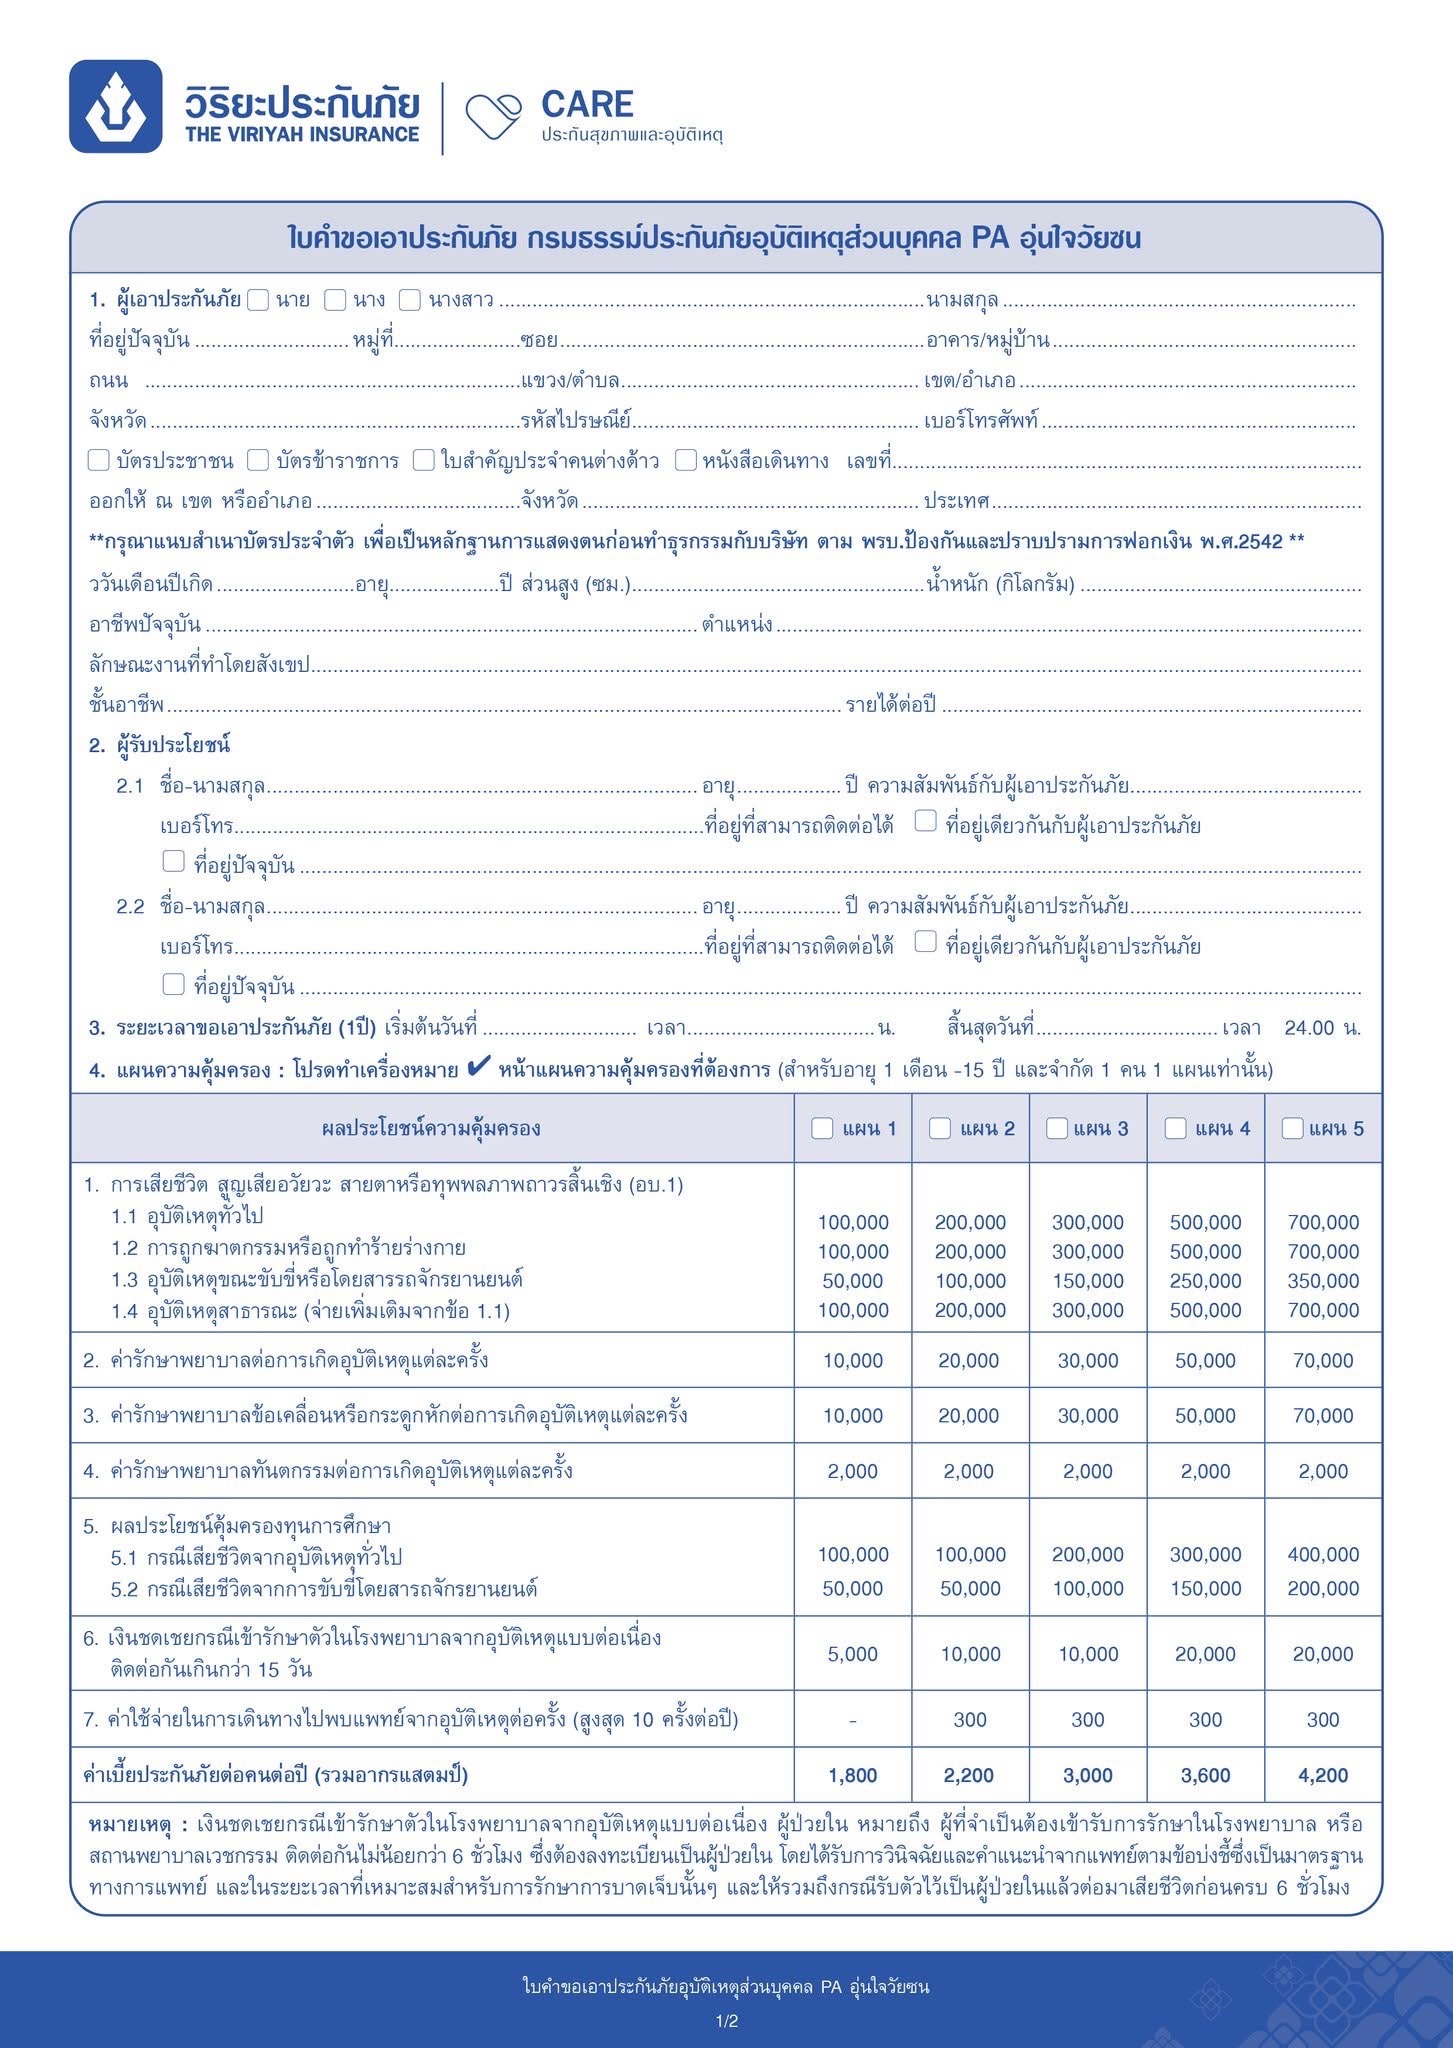 วิริยะประกันภัย
THE VIRIYAH INSURANCE
CARE
ประกันสุขภาพและอุบัติเหตุ
ใบคำขอเอาประกันภัย กรมธรรม์ประกันภัยอุบัติเหตุส่วนบุคคล PA อุ่นใจวัยซน
1. ผู้เอาประกันภัย นาย นาง นางสาว ........ นามสกุล ........
ที่อยู่ปัจจุบัน ........ หมู่ที่ ........ ซอย ........ อาคาร/หมู่บ้าน ........
ถนน ........ แขวง/ตำบล ........ เขต/อำเภอ ........
จังหวัด ........ รหัสไปรษณีย์ ........ เบอร์โทรศัพท์ ........
บัตรประชาชน บัตรข้าราชการ ใบสำคัญประจำคนต่างด้าว หนังสือเดินทาง เลขที่ ........
ออกให้ ณ เขต หรืออำเภอ ........ จังหวัด ........ ประเทศ ........
**กรุณาแนบสำเนาบัตรประจำตัว เพื่อเป็นหลักฐานการแสดงตนก่อนทำธุรกรรมกับบริษัท ตาม พรบ.ป้องกันและปราบปรามการฟอกเงิน พ.ศ.2542 **
ววันเดือนปีเกิด ........ อายุ ........ ปี ส่วนสูง (ซม.) ........ น้ำหนัก (กิโลกรัม) ........
อาชีพปัจจุบัน ........ ตำแหน่ง ........
ลักษณะงานที่ทำโดยสังเขป ........
ชั้นอาชีพ ........ รายได้ต่อปี ........
2. ผู้รับประโยชน์
2.1 ชื่อ-นามสกุล ........ อายุ ........ ปี ความสัมพันธ์กับผู้เอาประกันภัย ........
เบอร์โทร ........ ที่อยู่ที่สามารถติดต่อได้ ที่อยู่เดียวกันกับผู้เอาประกันภัย
ที่อยู่ปัจจุบัน ........
2.2 ชื่อ-นามสกุล ........ อายุ ........ ปี ความสัมพันธ์กับผู้เอาประกันภัย ........
เบอร์โทร ........ ที่อยู่ที่สามารถติดต่อได้ ที่อยู่เดียวกันกับผู้เอาประกันภัย
ที่อยู่ปัจจุบัน ........
3. ระยะเวลาขอเอาประกันภัย (1ปี) เริ่มต้นวันที่ ........ เวลา ........ น. สิ้นสุดวันที่ ........ เวลา 24.00 น.
4. แผนความคุ้มครอง : โปรดทำเครื่องหมาย ✔ หน้าแผนความคุ้มครองที่ต้องการ (สำหรับอายุ 1 เดือน -15 ปี และจำกัด 1 คน 1 แผนเท่านั้น)
ผลประโยชน์ความคุ้มครอง แผน 1 แผน 2 แผน 3 แผน 4 แผน 5
1. การเสียชีวิต สูญเสียอวัยวะ สายตาหรือทุพพลภาพถาวรสิ้นเชิง (อบ.1)
1.1 อุบัติเหตุทั่วไป 100,000 200,000 300,000 500,000 700,000
1.2 การถูกฆาตกรรมหรือถูกทำร้ายร่างกาย 100,000 200,000 300,000 500,000 700,000
1.3 อุบัติเหตุขณะขับขี่หรือโดยสารรถจักรยานยนต์ 50,000 100,000 150,000 250,000 350,000
1.4 อุบัติเหตุสาธารณะ (จ่ายเพิ่มเติมจากข้อ 1.1) 100,000 200,000 300,000 500,000 700,000
2. ค่ารักษาพยาบาลต่อการเกิดอุบัติเหตุแต่ละครั้ง 10,000 20,000 30,000 50,000 70,000
3. ค่ารักษาพยาบาลข้อเคลื่อนหรือกระดูกหักต่อการเกิดอุบัติเหตุแต่ละครั้ง 10,000 20,000 30,000 50,000 70,000
4. ค่ารักษาพยาบาลทันตกรรมต่อการเกิดอุบัติเหตุแต่ละครั้ง 2,000 2,000 2,000 2,000 2,000
5. ผลประโยชน์คุ้มครองทุนการศึกษา
5.1 กรณีเสียชีวิตจากอุบัติเหตุทั่วไป 100,000 100,000 200,000 300,000 400,000
5.2 กรณีเสียชีวิตจากการขับขี่โดยสารถจักรยานยนต์ 50,000 50,000 100,000 150,000 200,000
6. เงินชดเชยกรณีเข้ารักษาตัวในโรงพยาบาลจากอุบัติเหตุแบบต่อเนื่อง
ติดต่อกันเกินกว่า 15 วัน 5,000 10,000 10,000 20,000 20,000
7. ค่าใช้จ่ายในการเดินทางไปพบแพทย์จากอุบัติเหตุต่อครั้ง (สูงสุด 10 ครั้งต่อปี) - 300 300 300 300
ค่าเบี้ยประกันภัยต่อคนต่อปี (รวมอากรแสตมป์) 1,800 2,200 3,000 3,600 4,200
หมายเหตุ : เงินชดเชยกรณีเข้ารักษาตัวในโรงพยาบาลจากอุบัติเหตุแบบต่อเนื่อง ผู้ป่วยใน หมายถึง ผู้ที่จำเป็นต้องเข้ารับการรักษาในโรงพยาบาล หรือ
สถานพยาบาลเวชกรรม ติดต่อกันไม่น้อยกว่า 6 ชั่วโมง ซึ่งต้องลงทะเบียนเป็นผู้ป่วยใน โดยได้รับการวินิจฉัยและคำแนะนำจากแพทย์ตามข้อบ่งชี้ซึ่งเป็นมาตรฐาน
ทางการแพทย์ และในระยะเวลาที่เหมาะสมสำหรับการรักษาการบาดเจ็บนั้นๆ และให้รวมถึงกรณีรับตัวไว้เป็นผู้ป่วยในแล้วต่อมาเสียชีวิตก่อนครบ 6 ชั่วโมง
ใบคำขอเอาประกันภัยอุบัติเหตุส่วนบุคคล PA อุ่นใจวัยซน
1/2